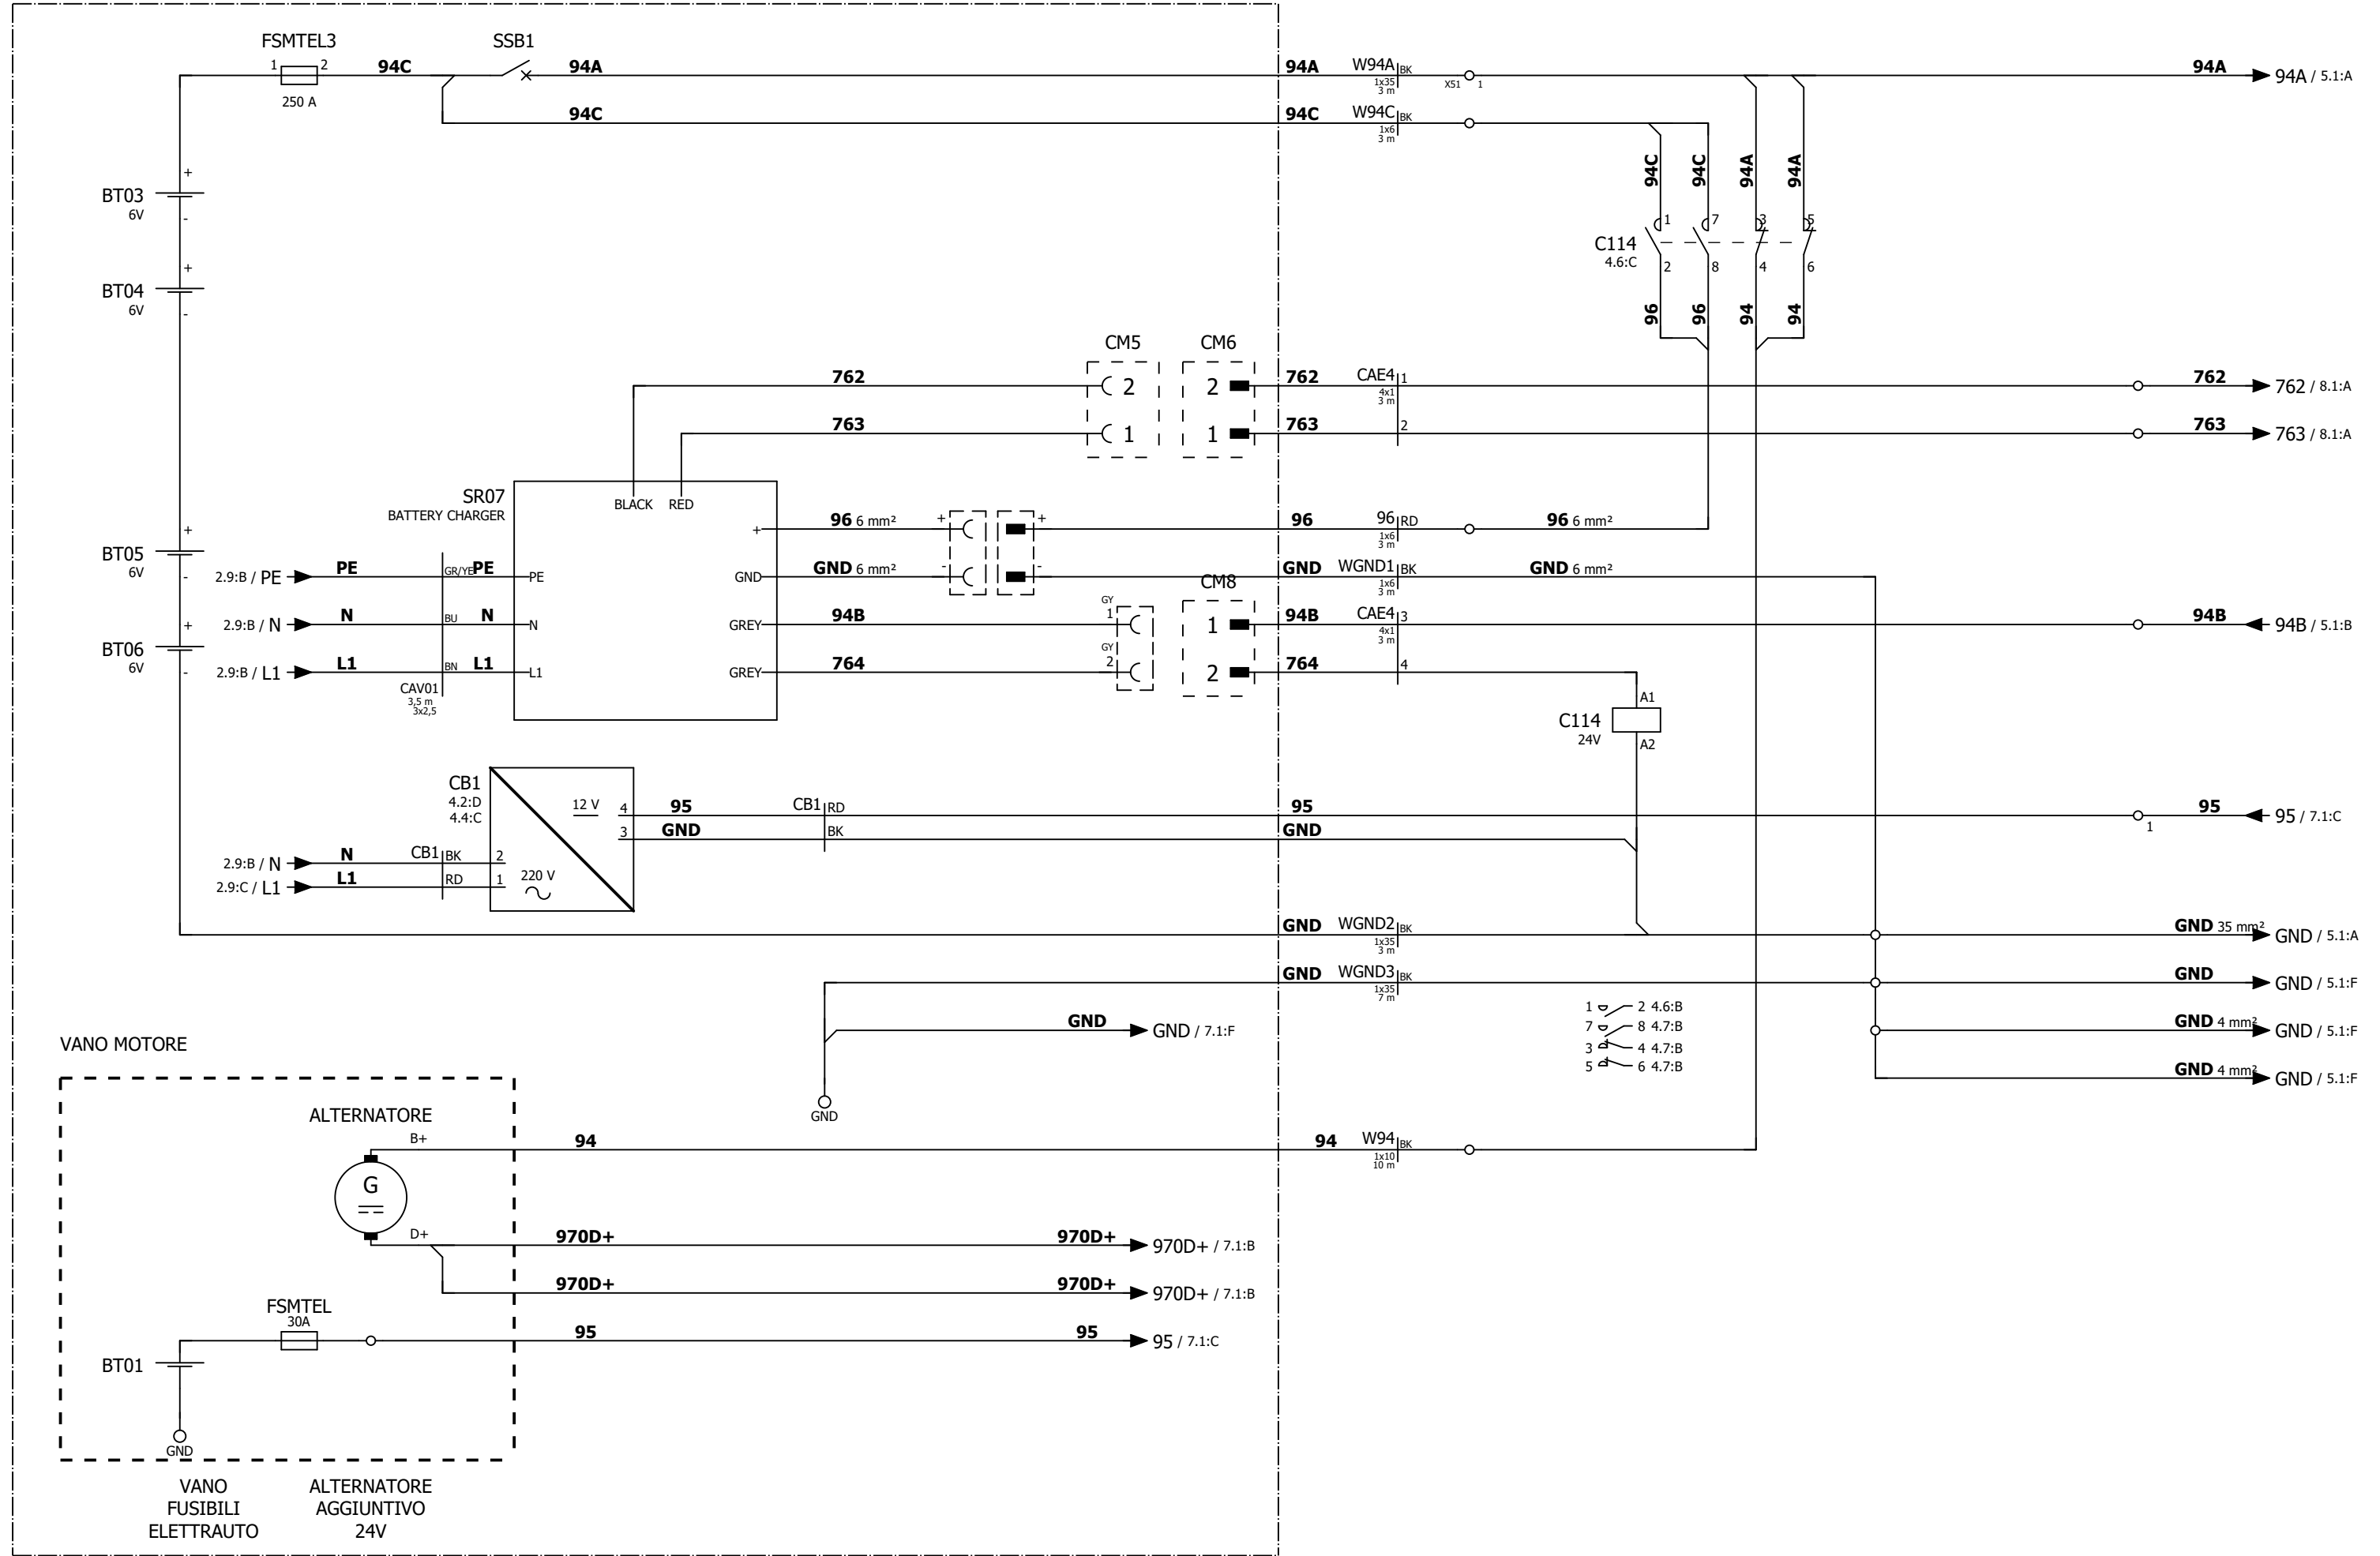 FSMTEL3 SSB1
1 2 94C 94A 94A W94A BK 94A 94A / 5.1:A
250 A 1x35 X51 1
3 m
94C 94C W94C BK
1x6
3 m
94C 94C 94A 94A
+
BT03
6V
-
1 7 3 5
C114
4.6:C
2 8 4 6
+
BT04
6V
-
96 96 94 94
CM5 CM6
762 2 2 762 CAE4 1 762 762 / 8.1:A
4x1
3 m
763 1 1 763 2 763 763 / 8.1:A
SR07
BATTERY CHARGER
BLACK RED
+ 96 6 mm² + + 96 96 RD 96 6 mm²
1x6
3 m
+
BT05
6V
-
2.9:B / PE PE GR/YE PE PE GND GND 6 mm² - - GND WGND1 BK GND 6 mm²
1x6
3 m
CM8
+
BT06
6V
-
2.9:B / N N BU N N GREY 94B GY 1 1 94B CAE4 3 94B 94B / 5.1:B
4x1
3 m
2.9:B / L1 L1 BN L1 L1 GREY 764 GY 2 2 764 4
CAV01
3,5 m
3x2,5
A1
C114
24V
A2
CB1
4.2:D
4.4:C
12 V 4 95 CB1 RD 95 95 95 / 7.1:C
1
3 GND BK GND
2.9:B / N N CB1 BK 2
2.9:C / L1 L1 RD 1 220 V
GND WGND2 BK GND 35 mm² GND / 5.1:A
1x35
3 m
GND WGND3 BK GND GND / 5.1:F
1x35
7 m
1 2 4.6:B
7 8 4.7:B
3 4 4.7:B
5 6 4.7:B
GND GND / 7.1:F GND 4 mm² GND / 5.1:F
GND 4 mm² GND / 5.1:F
GND
VANO MOTORE
ALTERNATORE
B+ 94 94 W94 BK
1x10
10 m
G
D+ 970D+ 970D+ 970D+ / 7.1:B
970D+ 970D+ 970D+ / 7.1:B
FSMTEL
30A
95 95 95 / 7.1:C
BT01
GND
VANO
FUSIBILI
ELETTRAUTO
ALTERNATORE
AGGIUNTIVO
24V